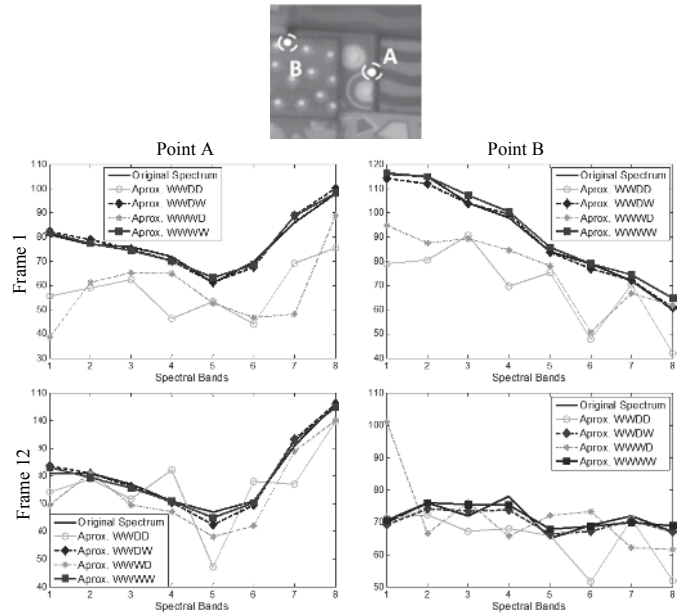 A
B
Point A
Point B
Frame 1
110
100
90
80
70
60
50
40
30
1 2 3 4 5 6 7 8
Spectral Bands
Original Spectrum
Aprox. WWDD
Aprox. WWDW
Aprox. WWWD
Aprox. WWWW
120
110
100
90
80
70
60
50
40
1 2 3 4 5 6 7 8
Spectral Bands
Original Spectrum
Aprox. WWDD
Aprox. WWDW
Aprox. WWWD
Aprox. WWWW
Frame 12
110
100
90
80
70
60
50
40
1 2 3 4 5 6 7 8
Spectral Bands
Original Spectrum
Aprox. WWDD
Aprox. WWDW
Aprox. WWWD
Aprox. WWWW
110
100
90
80
70
60
50
1 2 3 4 5 6 7 8
Spectral Bands
Original Spectrum
Aprox. WWDD
Aprox. WWDW
Aprox. WWWD
Aprox. WWWW